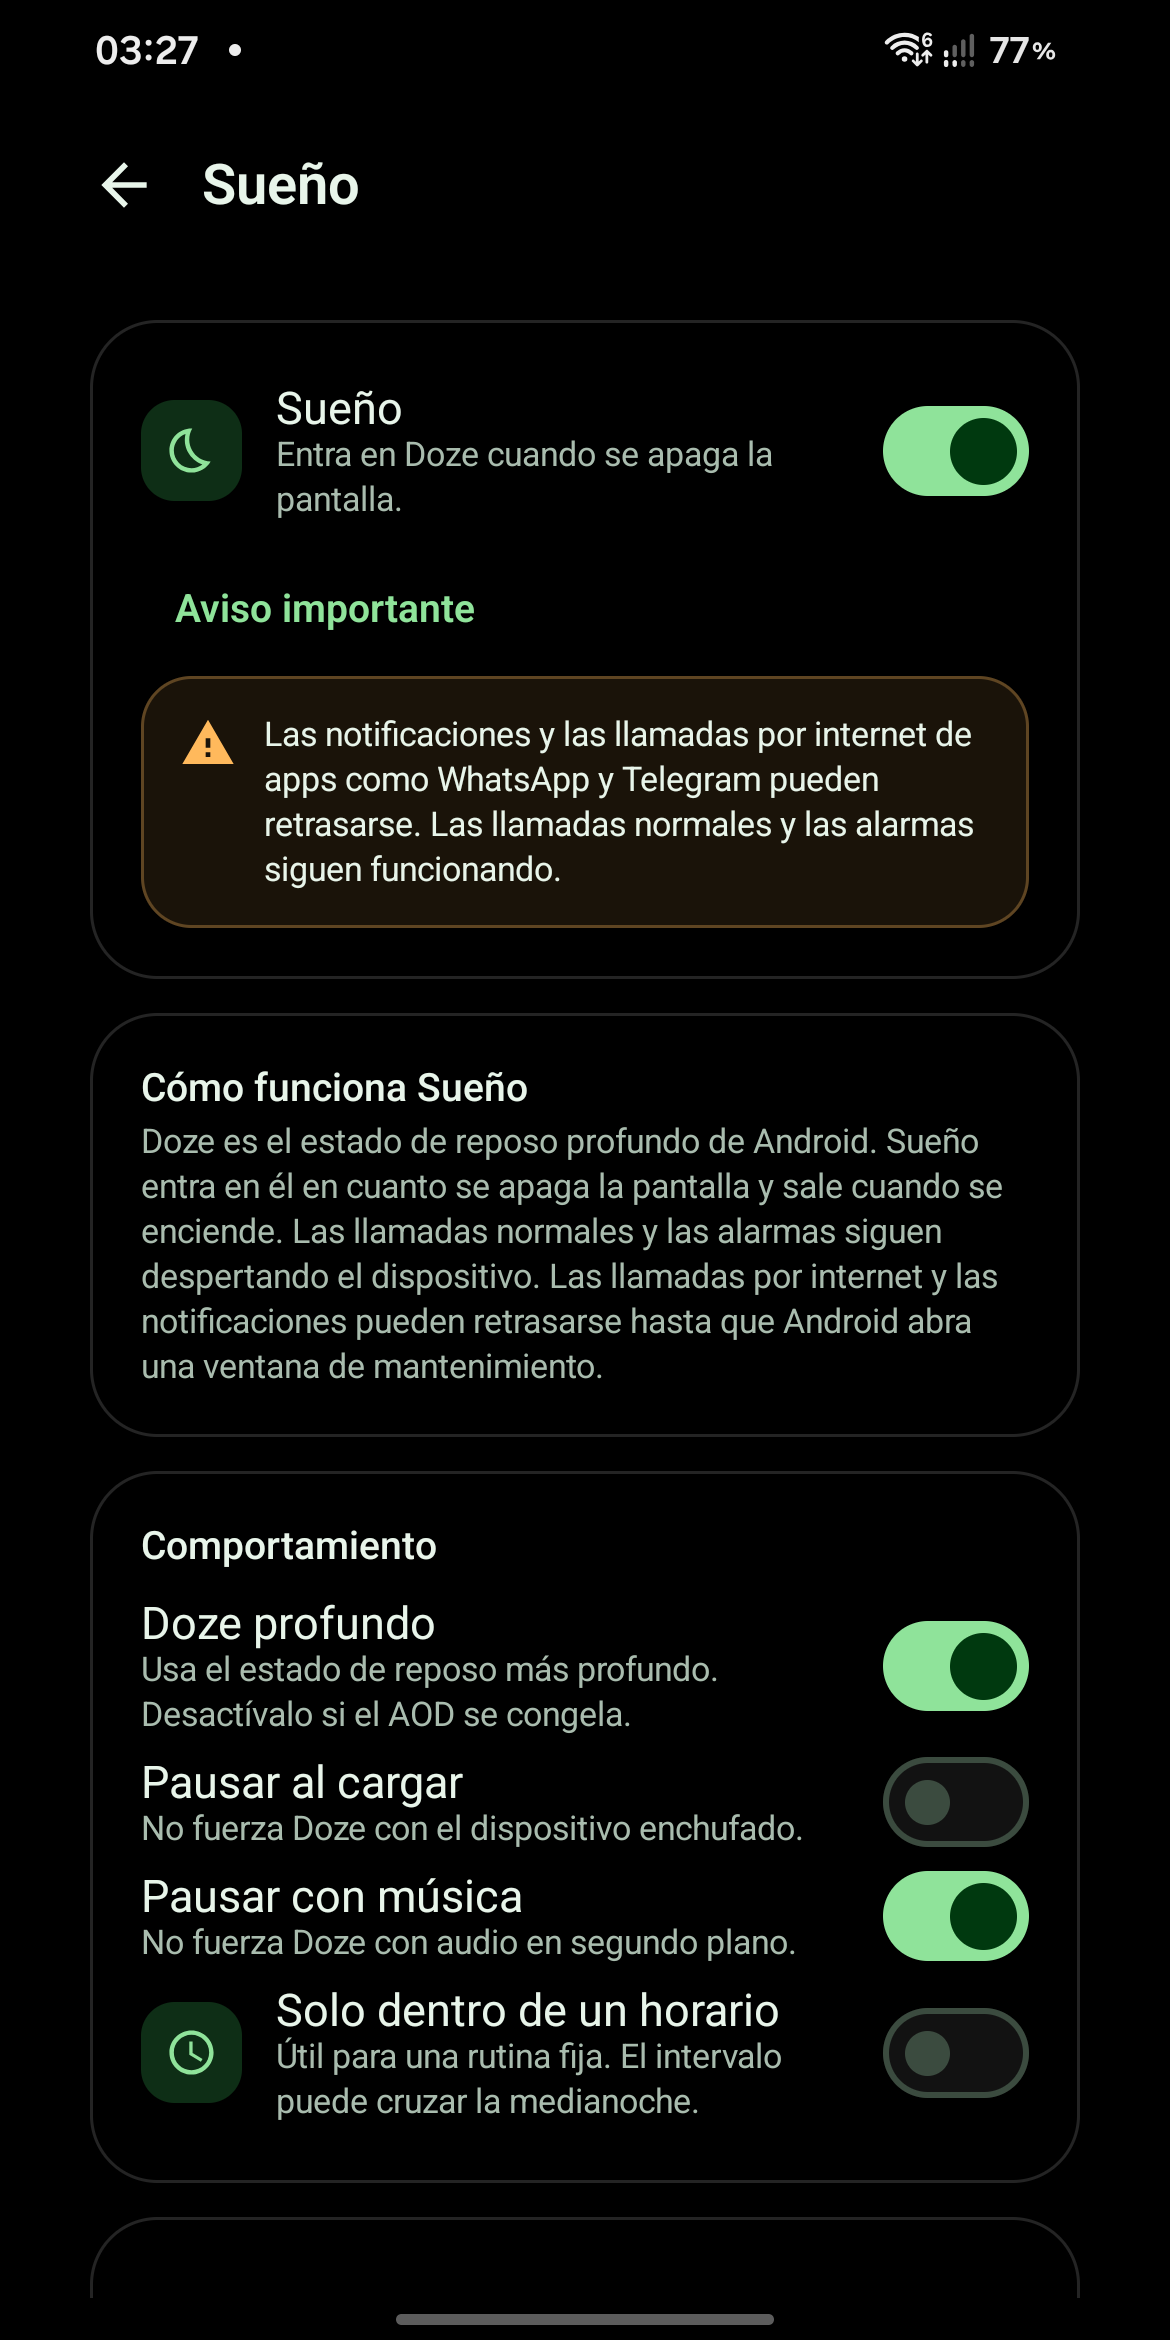 03:27
6 77%
Sueño
Sueño
Entra en Doze cuando se apaga la
pantalla.
Aviso importante
Las notificaciones y las llamadas por internet de
apps como WhatsApp y Telegram pueden
retrasarse. Las llamadas normales y las alarmas
siguen funcionando.
Cómo funciona Sueño
Doze es el estado de reposo profundo de Android. Sueño
entra en él en cuanto se apaga la pantalla y sale cuando se
enciende. Las llamadas normales y las alarmas siguen
despertando el dispositivo. Las llamadas por internet y las
notificaciones pueden retrasarse hasta que Android abra
una ventana de mantenimiento.
Comportamiento
Doze profundo
Usa el estado de reposo más profundo.
Desactívalo si el AOD se congela.
Pausar al cargar
No fuerza Doze con el dispositivo enchufado.
Pausar con música
No fuerza Doze con audio en segundo plano.
Solo dentro de un horario
Útil para una rutina fija. El intervalo
puede cruzar la medianoche.